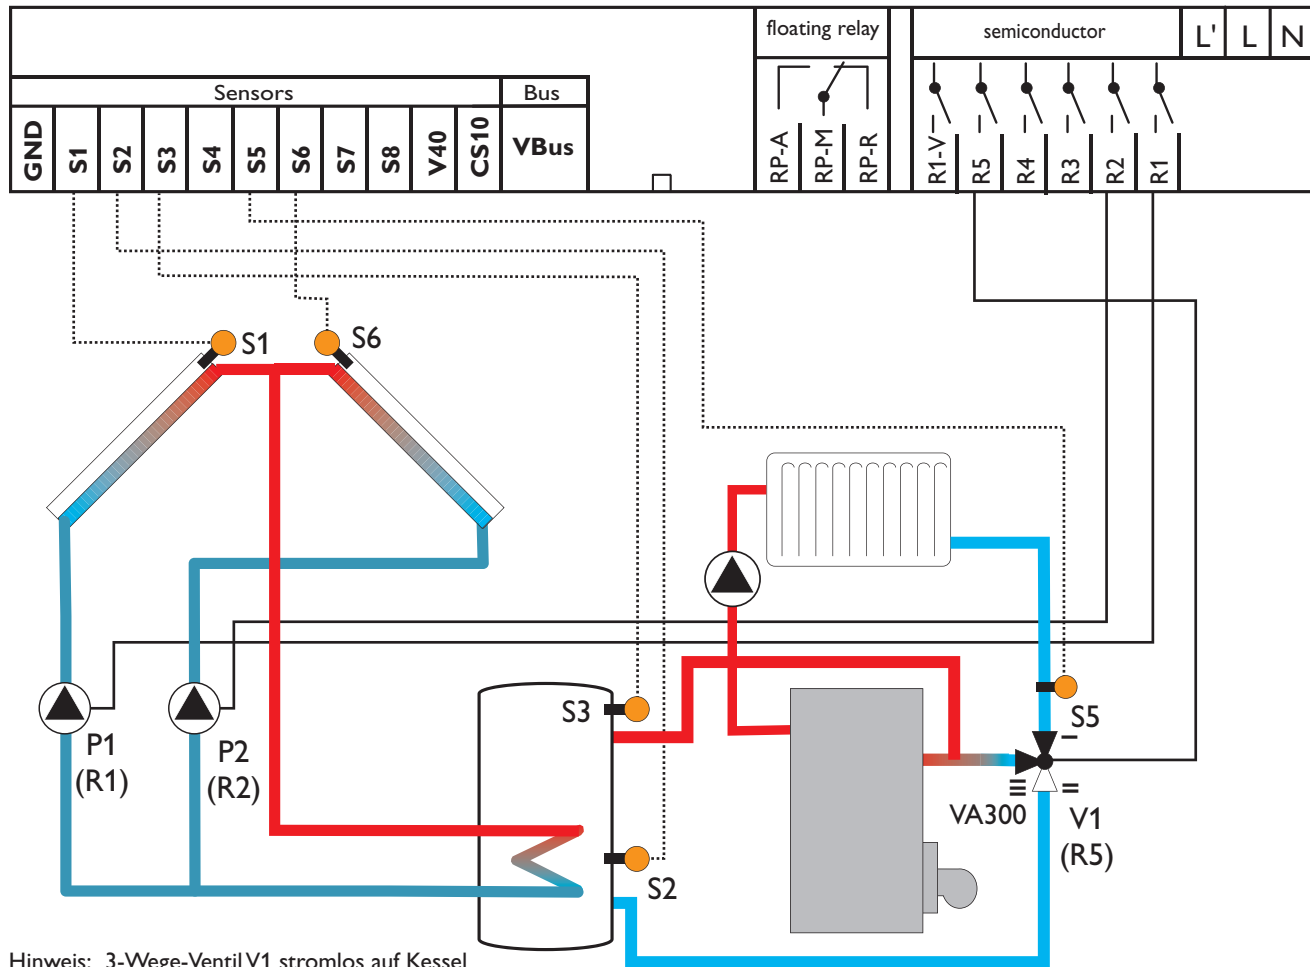 floating relay
semiconductor
L' L N
Sensors
Bus
GND S1 S2 S3 S4 S5 S6 S7 S8 V40 CS10
VBus
RP-A RP-M RP-R
R1-V R5 R4 R3 R2 R1
S1
S6
S3
S5
P1
(R1)
P2
(R2)
VA300
V1
(R5)
S2
Hinweis: 3-Wege-Ventil V1 stromlos auf Kessel